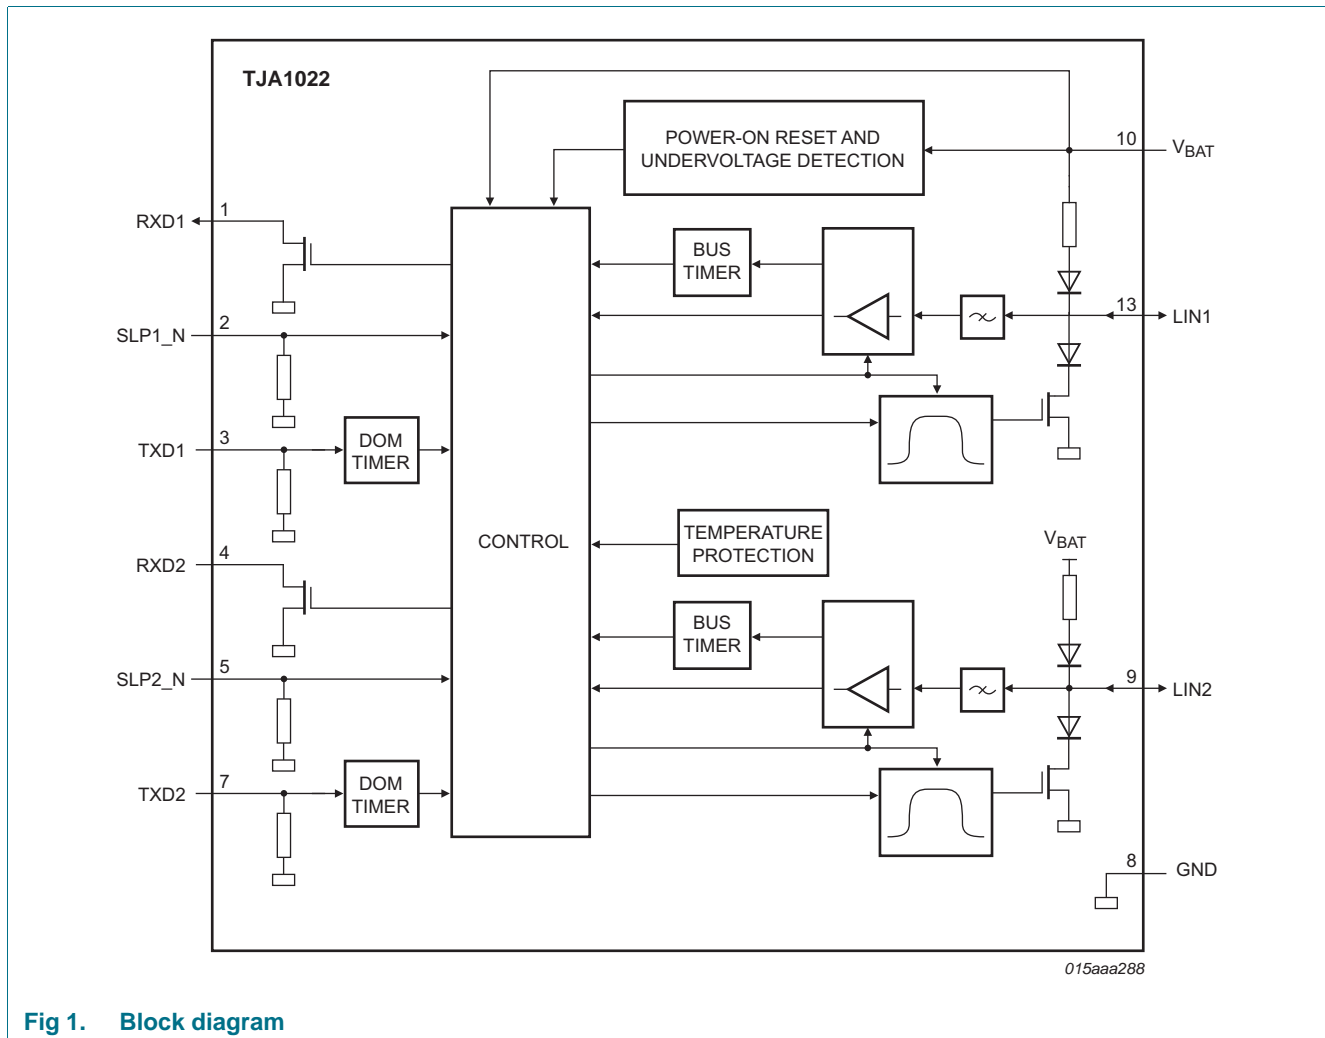 TJA1022
POWER-ON RESET AND
UNDERVOLTAGE DETECTION
10
VBAT
1
RXD1
BUS
TIMER
13
LIN1
2
SLP1_N
3
TXD1
DOM
TIMER
CONTROL
TEMPERATURE
PROTECTION
VBAT
4
RXD2
BUS
TIMER
5
SLP2_N
9
LIN2
7
TXD2
DOM
TIMER
8
GND
015aaa288
Fig 1. Block diagram